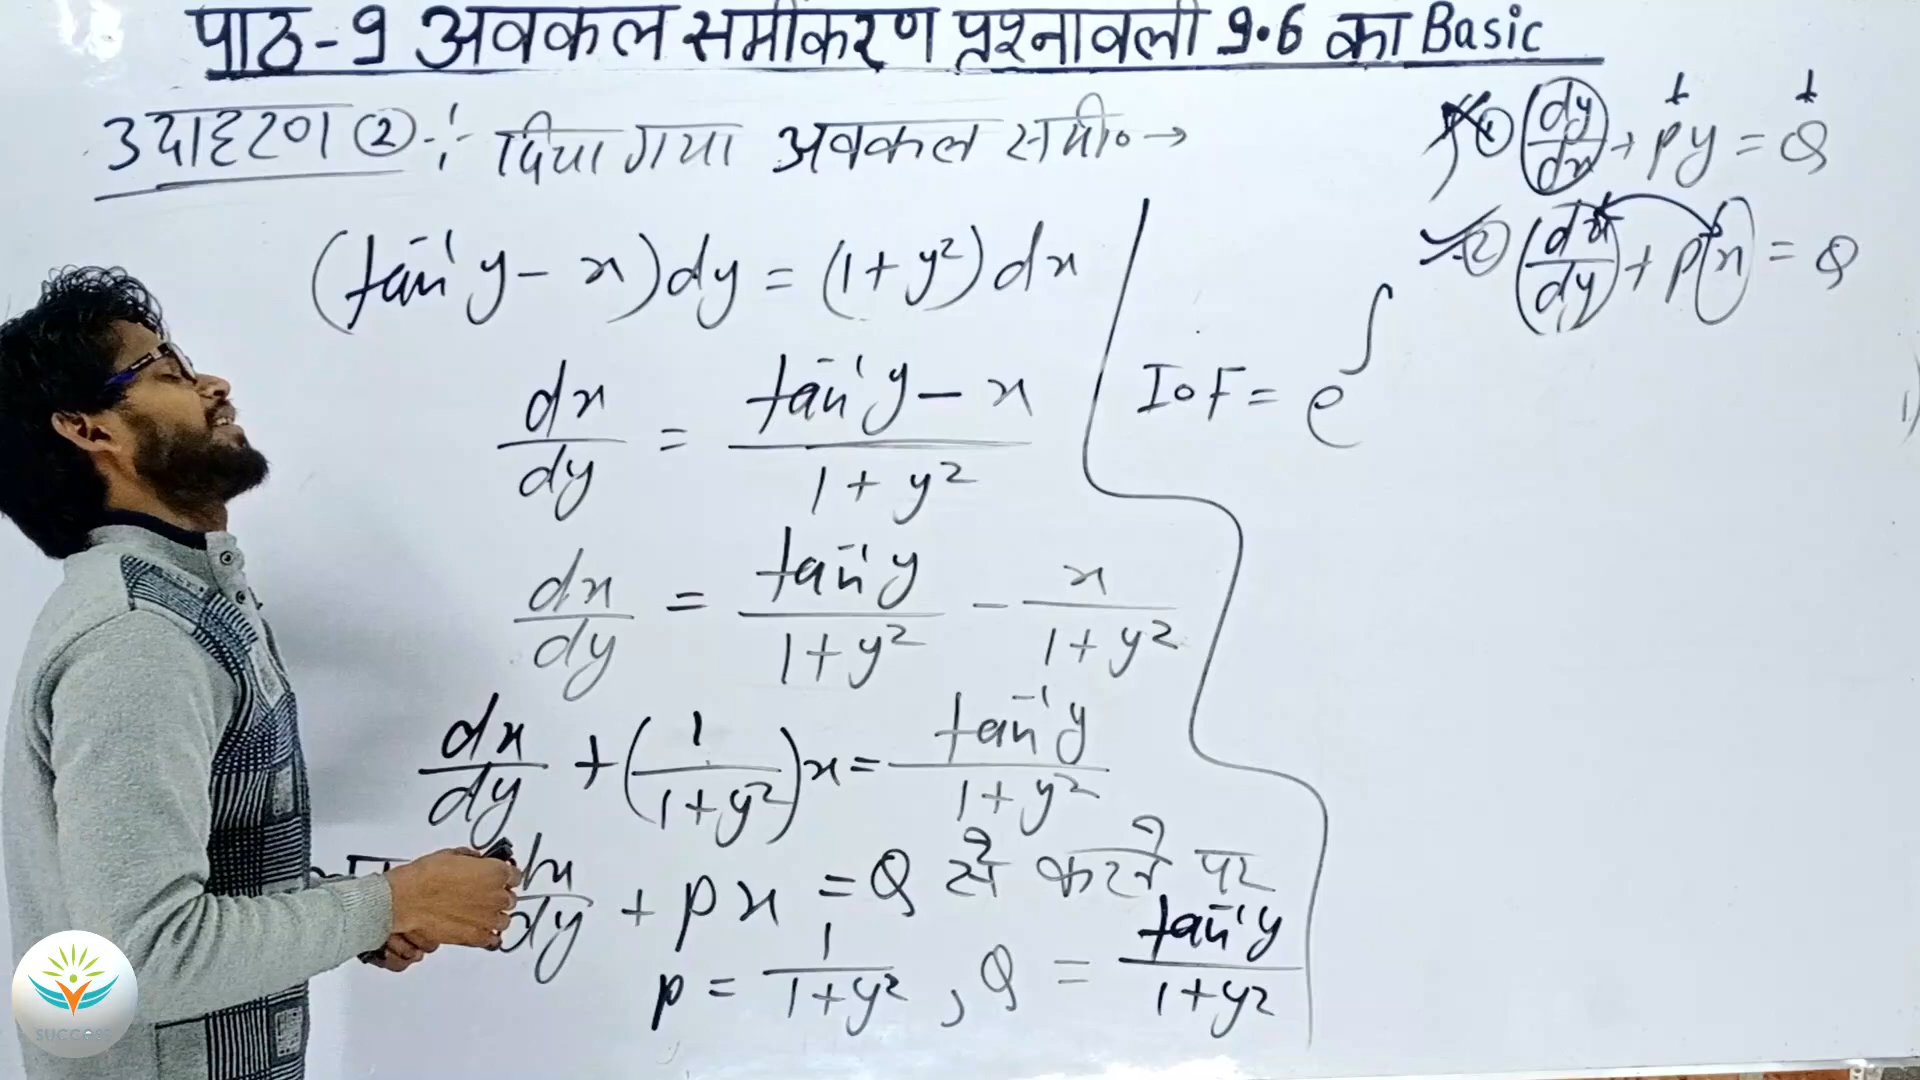 पाठ-9 अवकल समीकरण प्रश्नावली 9.6 का Basic
उदाहरण ② :- दिया गया अवकल समी० →
(tan⁻¹y - x)dy = (1+y²)dx
dx/dy = (tan⁻¹y - x)/(1+y²)
dx/dy = tan⁻¹y/(1+y²) - x/(1+y²)
dx/dy + (1/(1+y²))x = tan⁻¹y/(1+y²)
dx/dy + px = Q से करने पर
p = 1/(1+y²) , Q = tan⁻¹y/(1+y²)
① dy/dx + py = Q
② dx/dy + p(x) = Q
I.F = e^∫
SUCCESS